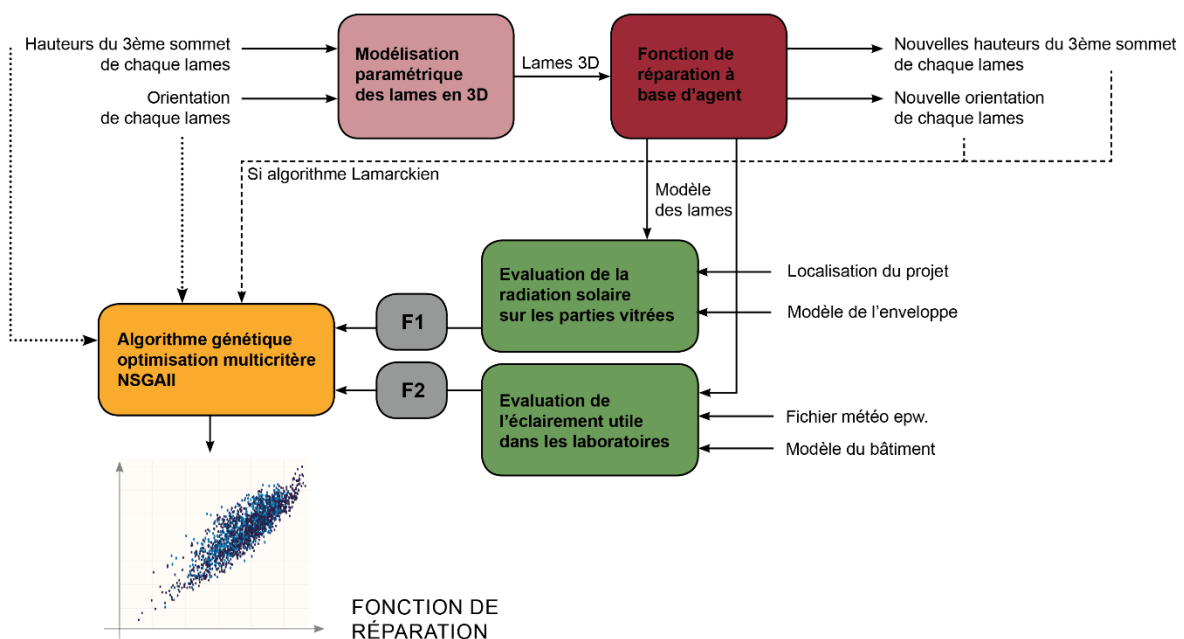 Hauteurs du 3ème sommet
de chaque lames
Orientation
de chaque lames
Modélisation
paramétrique
des lames en 3D
Lames 3D
Fonction de
réparation à
base d'agent
Nouvelles hauteurs du 3ème sommet
de chaque lames
Nouvelle orientation
de chaque lames
Si algorithme Lamarckien
Modèle
des lames
Evaluation de la
radiation solaire
sur les parties vitrées
Localisation du projet
Modèle de l'enveloppe
F1
Algorithme génétique
optimisation multicritère
NSGAII
F2
Evaluation de
l'éclairement utile
dans les laboratoires
Fichier météo epw.
Modèle du bâtiment
FONCTION DE
RÉPARATION